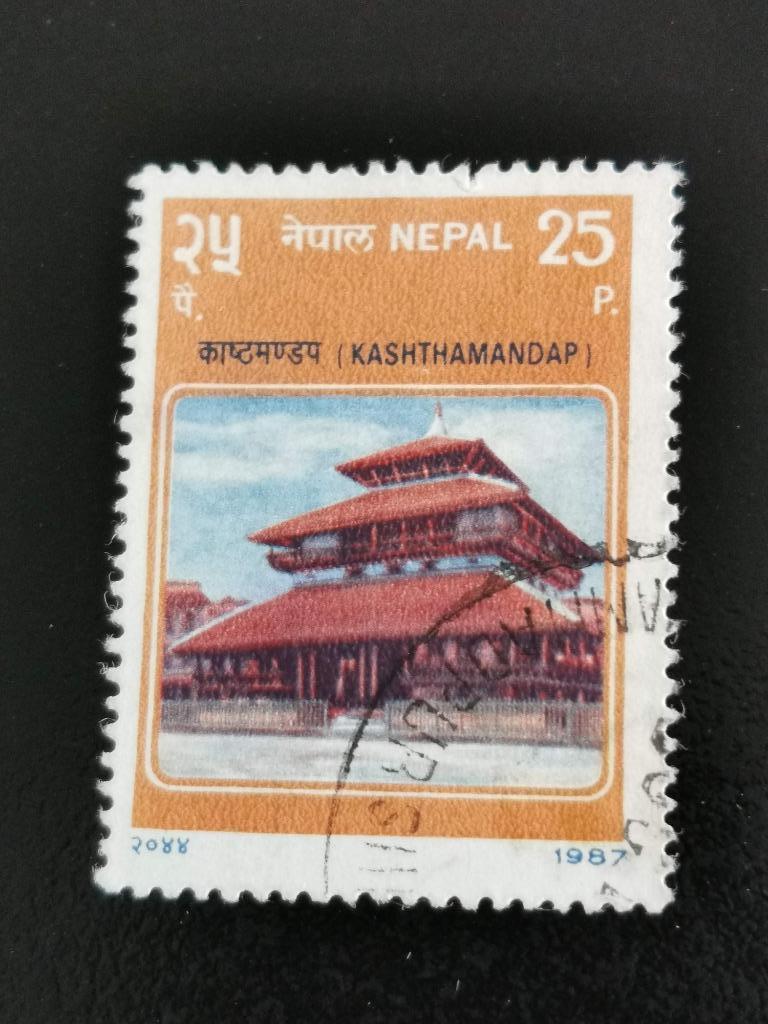 २५ नेपाल NEPAL 25
पै. P.
काष्टमण्डप (KASHTHAMANDAP)
२०४४ 1987